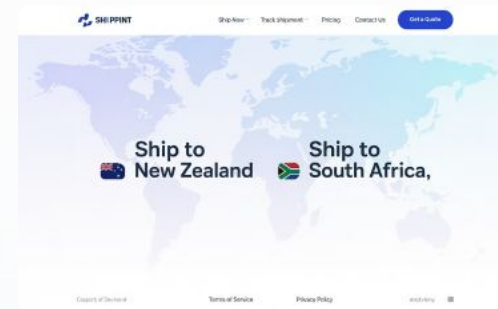 SHIPPINT
Ship Now
Track shipment
Pricing
Contact Us
Get a Quote
Ship to
New Zealand
Ship to
South Africa,
Terms of Service
Privacy Policy